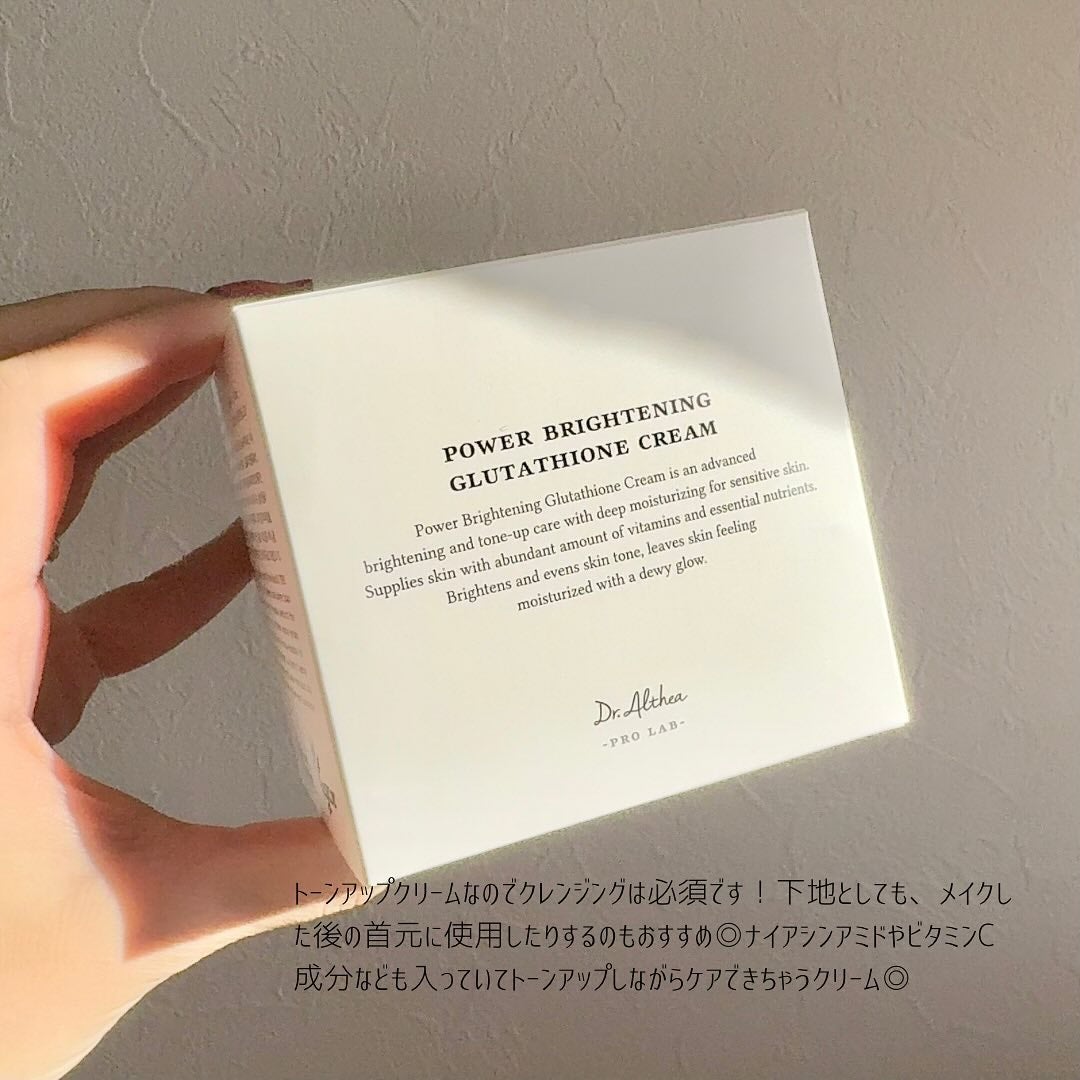 POWER BRIGHTENING
GLUTATHIONE CREAM
Power Brightening Glutathione Cream is an advanced
brightening and tone-up care with deep moisturizing for sensitive skin.
Supplies skin with abundant amount of vitamins and essential nutrients.
Brightens and evens skin tone, leaves skin feeling
moisturized with a dewy glow.
Dr. Althea
-PRO LAB-
トーンアップクリームなのでクレンジングは必須です！下地としても、メイクし
た後の首元に使用したりするのもおすすめ◎ナイアシンアミドやビタミンC
成分なども入っていてトーンアップしながらケアできちゃうクリーム◎